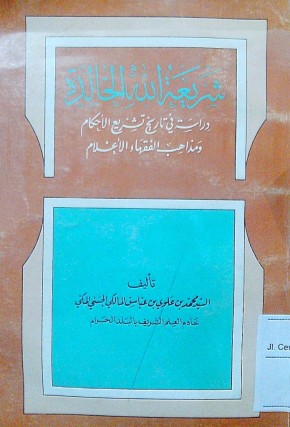 شريعة الله الخالدة
دراسة في تاريخ تشريع الأحكام
ومذاهب الفقهاء الأعلام
تأليف
السيد محمد بن علوي بن عباس المالكي الحسني المكي
خادم العلم الشريف بالبلد الحرام
Jl. Ce